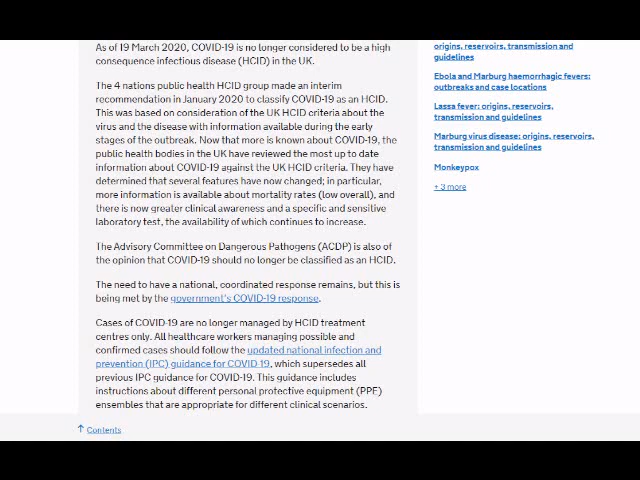 As of 19 March 2020, COVID-19 is no longer considered to be a high
consequence infectious disease (HCID) in the UK.
The 4 nations public health HCID group made an interim
recommendation in January 2020 to classify COVID-19 as an HCID.
This was based on consideration of the UK HCID criteria about the
virus and the disease with information available during the early
stages of the outbreak. Now that more is known about COVID-19, the
public health bodies in the UK have reviewed the most up to date
information about COVID-19 against the UK HCID criteria. They have
determined that several features have now changed; in particular,
more information is available about mortality rates (low overall), and
there is now greater clinical awareness and a specific and sensitive
laboratory test, the availability of which continues to increase.
The Advisory Committee on Dangerous Pathogens (ACDP) is also of
the opinion that COVID-19 should no longer be classified as an HCID.
The need to have a national, coordinated response remains, but this is
being met by the government's COVID-19 response.
Cases of COVID-19 are no longer managed by HCID treatment
centres only. All healthcare workers managing possible and
confirmed cases should follow the updated national infection and
prevention (IPC) guidance for COVID-19, which supersedes all
previous IPC guidance for COVID-19. This guidance includes
instructions about different personal protective equipment (PPE)
ensembles that are appropriate for different clinical scenarios.
origins, reservoirs, transmission and
guidelines
Ebola and Marburg haemorrhagic fevers:
outbreaks and case locations
Lassa fever: origins, reservoirs,
transmission and guidelines
Marburg virus disease: origins, reservoirs,
transmission and guidelines
Monkeypox
+ 3 more
↑ Contents